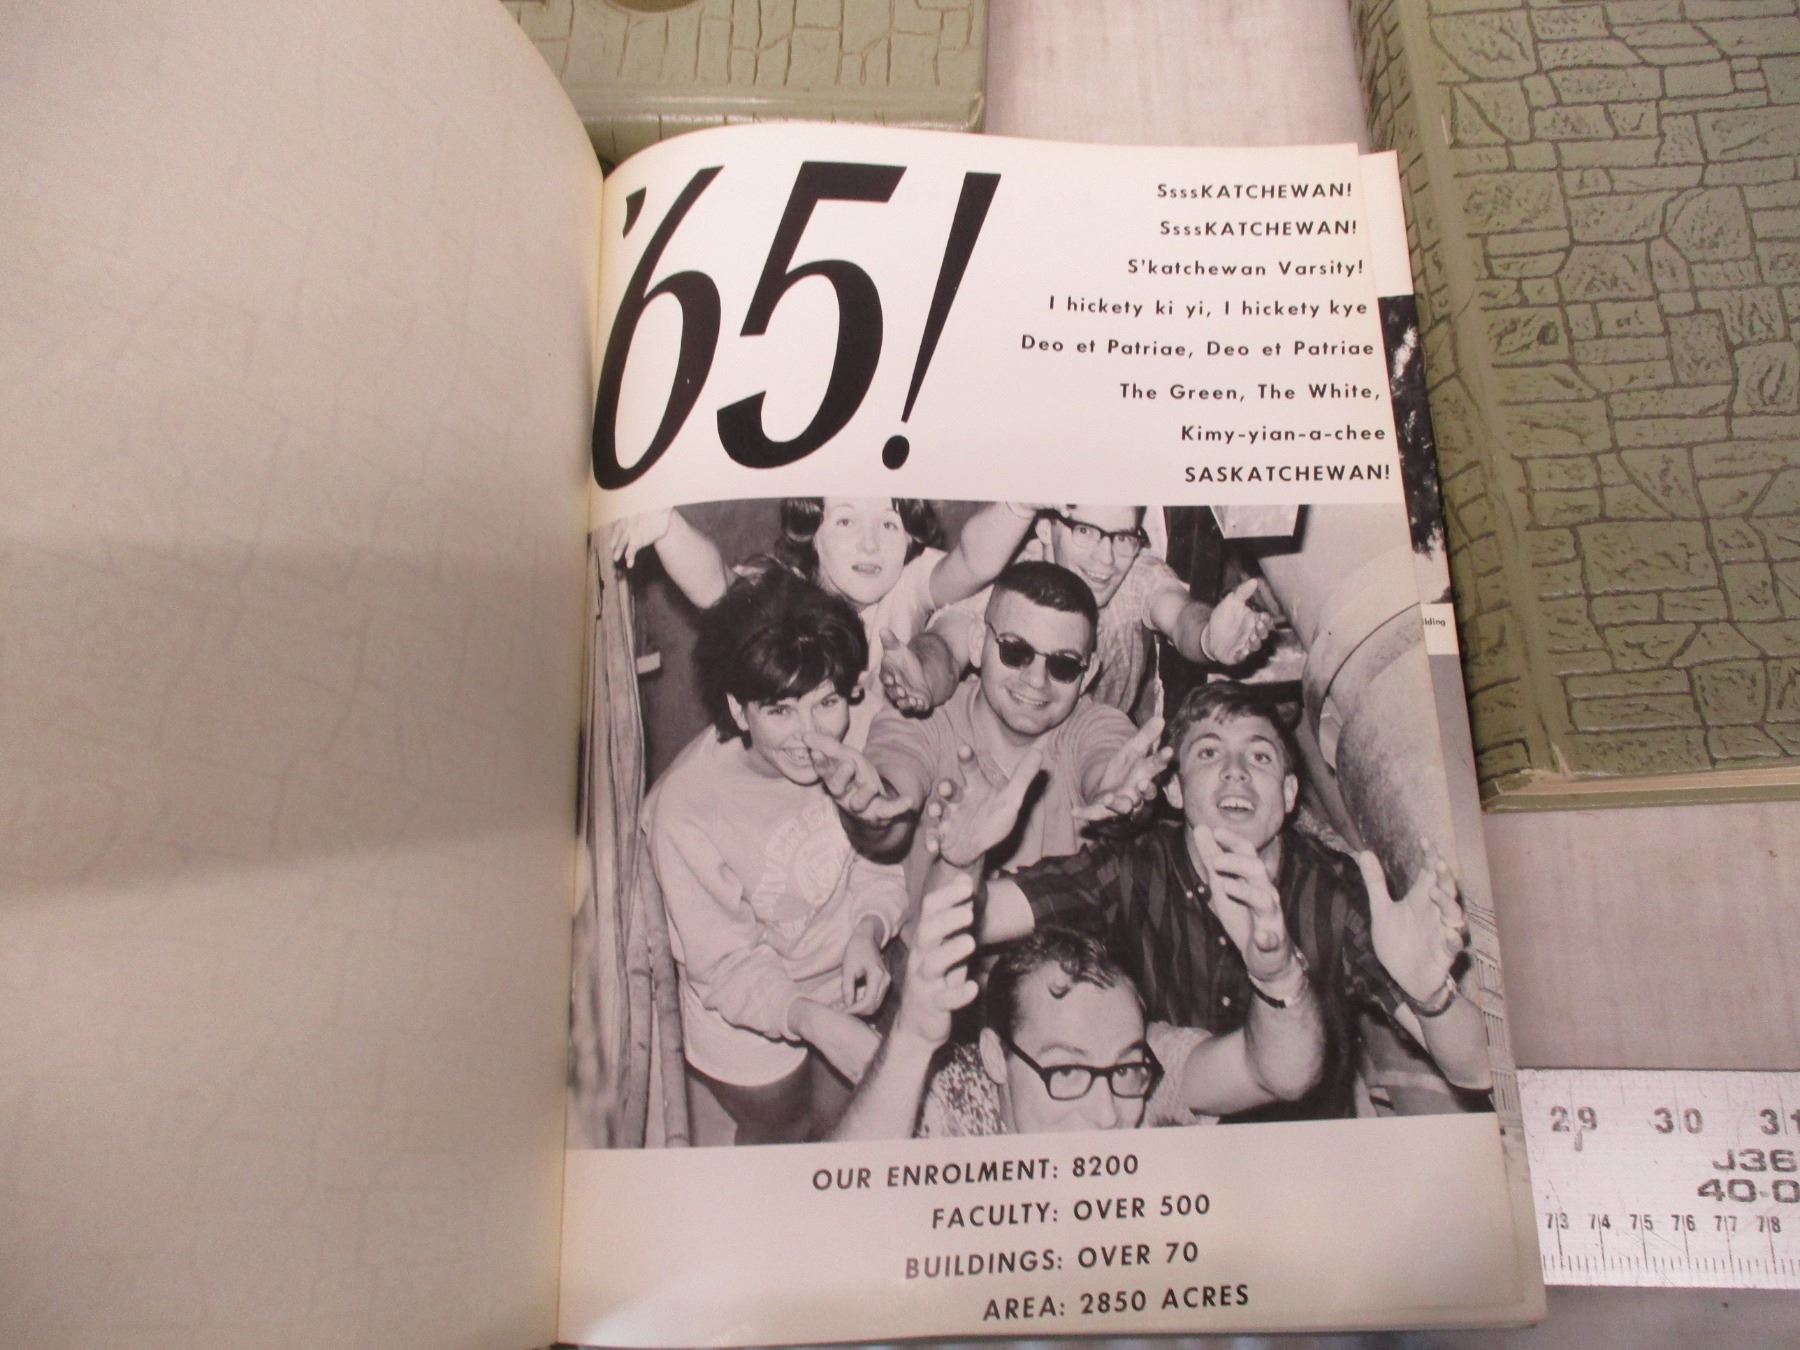 '65!
SsssKATCHEWAN!
SsssKATCHEWAN!
S'katchewan Varsity!
I hickety ki yi, I hickety kye
Deo et Patriae, Deo et Patriae
The Green, The White,
Kimy-yian-a-chee
SASKATCHEWAN!
OUR ENROLMENT: 8200
FACULTY: OVER 500
BUILDINGS: OVER 70
AREA: 2850 ACRES
29 30 31
J36
40-0
73 74 75 76 77 78